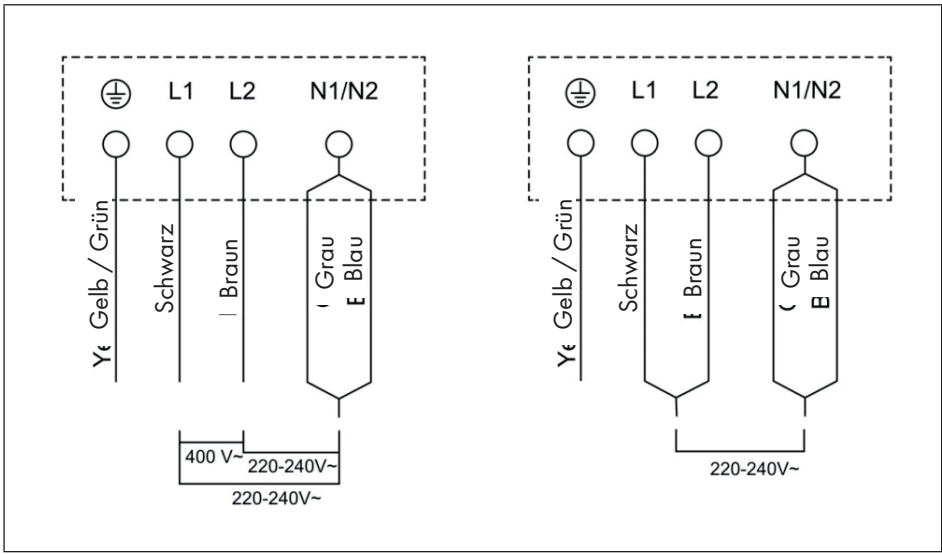 L1 L2 N1/N2
Gelb / Grün
Schwarz
Braun
Grau
Blau
400 V~
220-240V~
220-240V~
L1 L2 N1/N2
Gelb / Grün
Schwarz
Braun
Grau
Blau
220-240V~